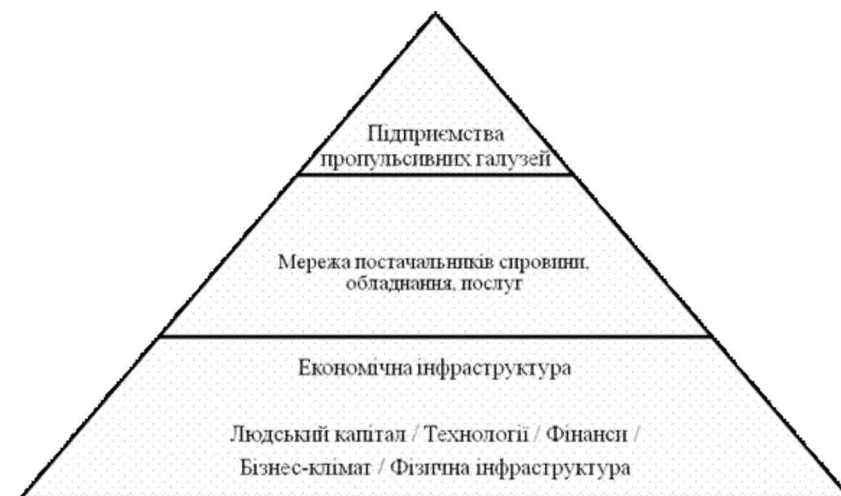 Підприємства
пропульсивних галузей
Мережа постачальників сировини,
обладнання, послуг
Економічна інфраструктура
Людський капітал / Технології / Фінанси /
Бізнес-клімат / Фізична інфраструктура